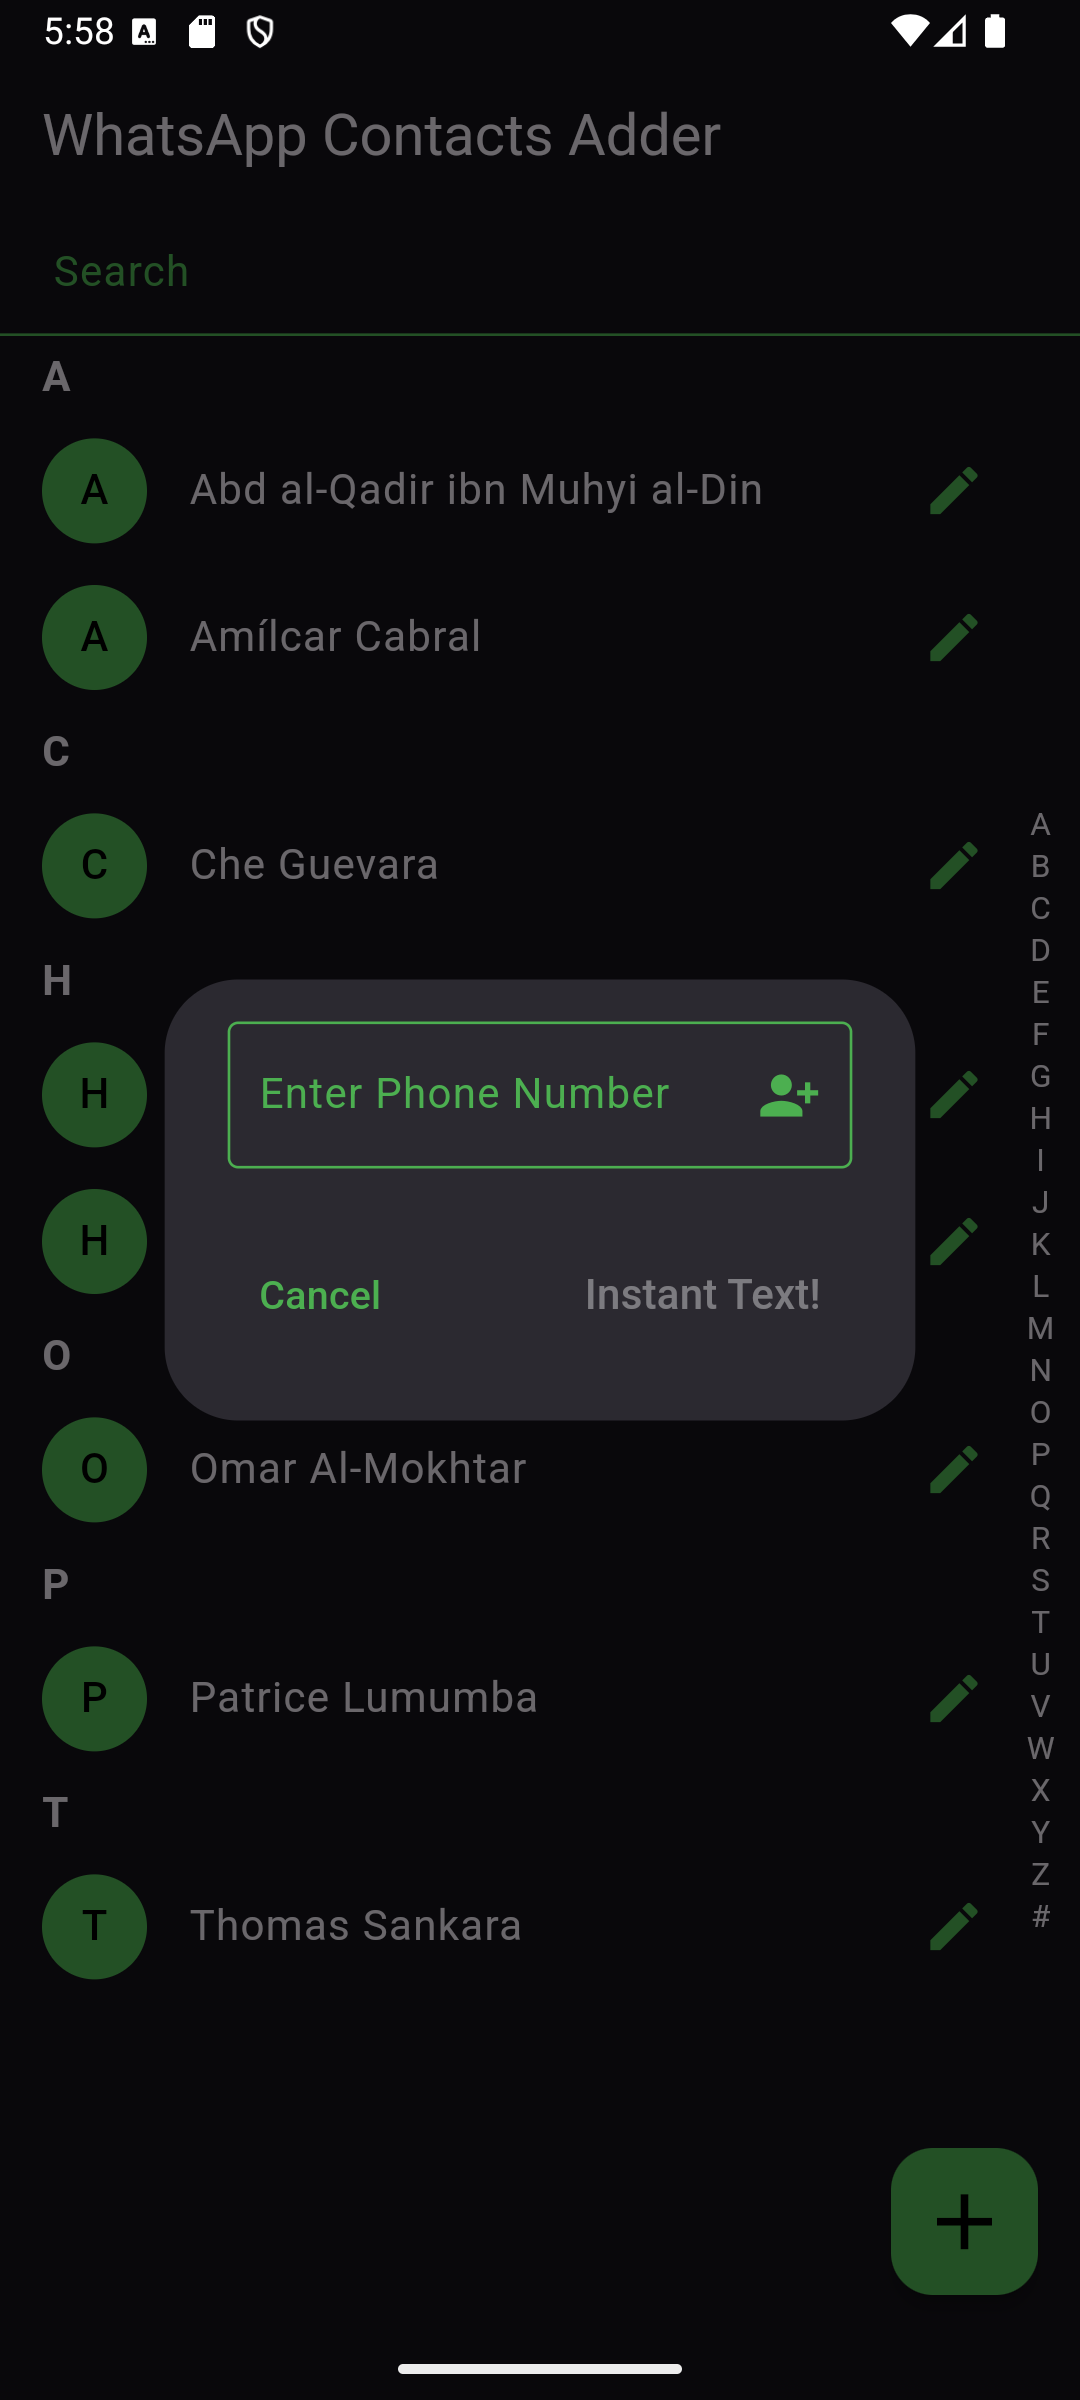 5:58
WhatsApp Contacts Adder
Search
A
A Abd al-Qadir ibn Muhyi al-Din
A Amílcar Cabral
C
C Che Guevara
H
H
H
Enter Phone Number
Cancel Instant Text!
O
O Omar Al-Mokhtar
P
P Patrice Lumumba
T
T Thomas Sankara
A
B
C
D
E
F
G
H
I
J
K
L
M
N
O
P
Q
R
S
T
U
V
W
X
Y
Z
#